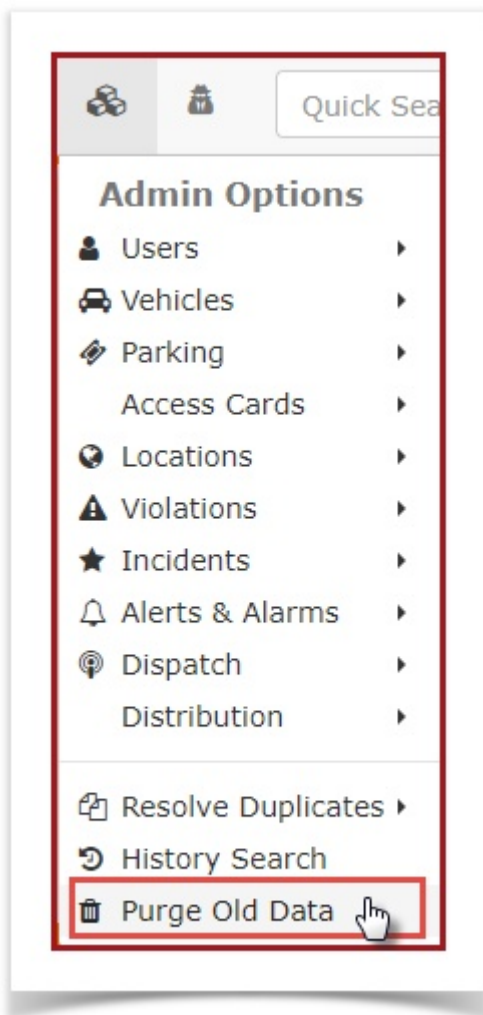 Quick Sea
Admin Options
Users
Vehicles
Parking
Access Cards
Locations
Violations
Incidents
Alerts & Alarms
Dispatch
Distribution
Resolve Duplicates
History Search
Purge Old Data